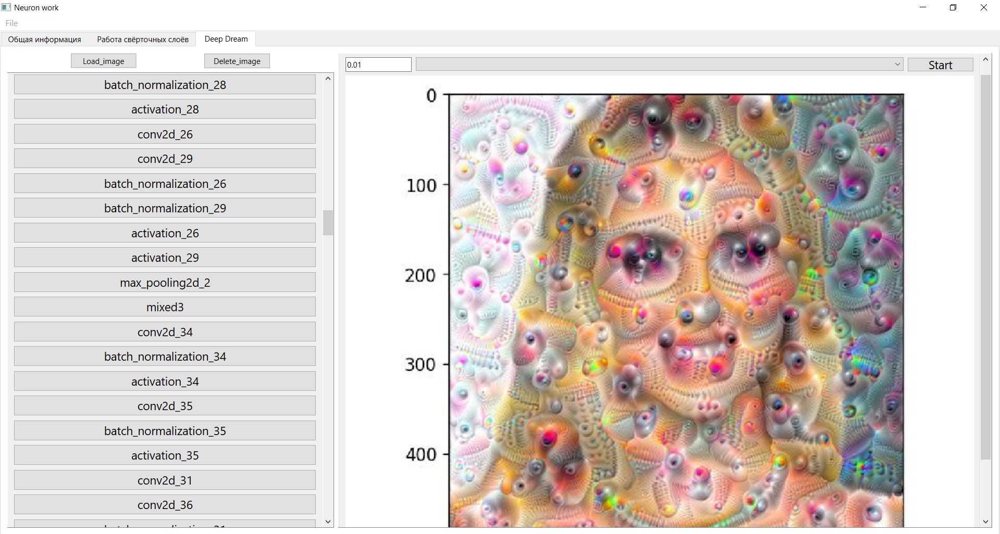 Neuron work
File
Общая информация
Работа свёрточных слоёв
Deep Dream
Load_image
Delete_image
batch_normalization_28
activation_28
conv2d_26
conv2d_29
batch_normalization_26
batch_normalization_29
activation_26
activation_29
max_pooling2d_2
mixed3
conv2d_34
batch_normalization_34
activation_34
conv2d_35
batch_normalization_35
activation_35
conv2d_31
conv2d_36
0.01
Start
0
100
200
300
400